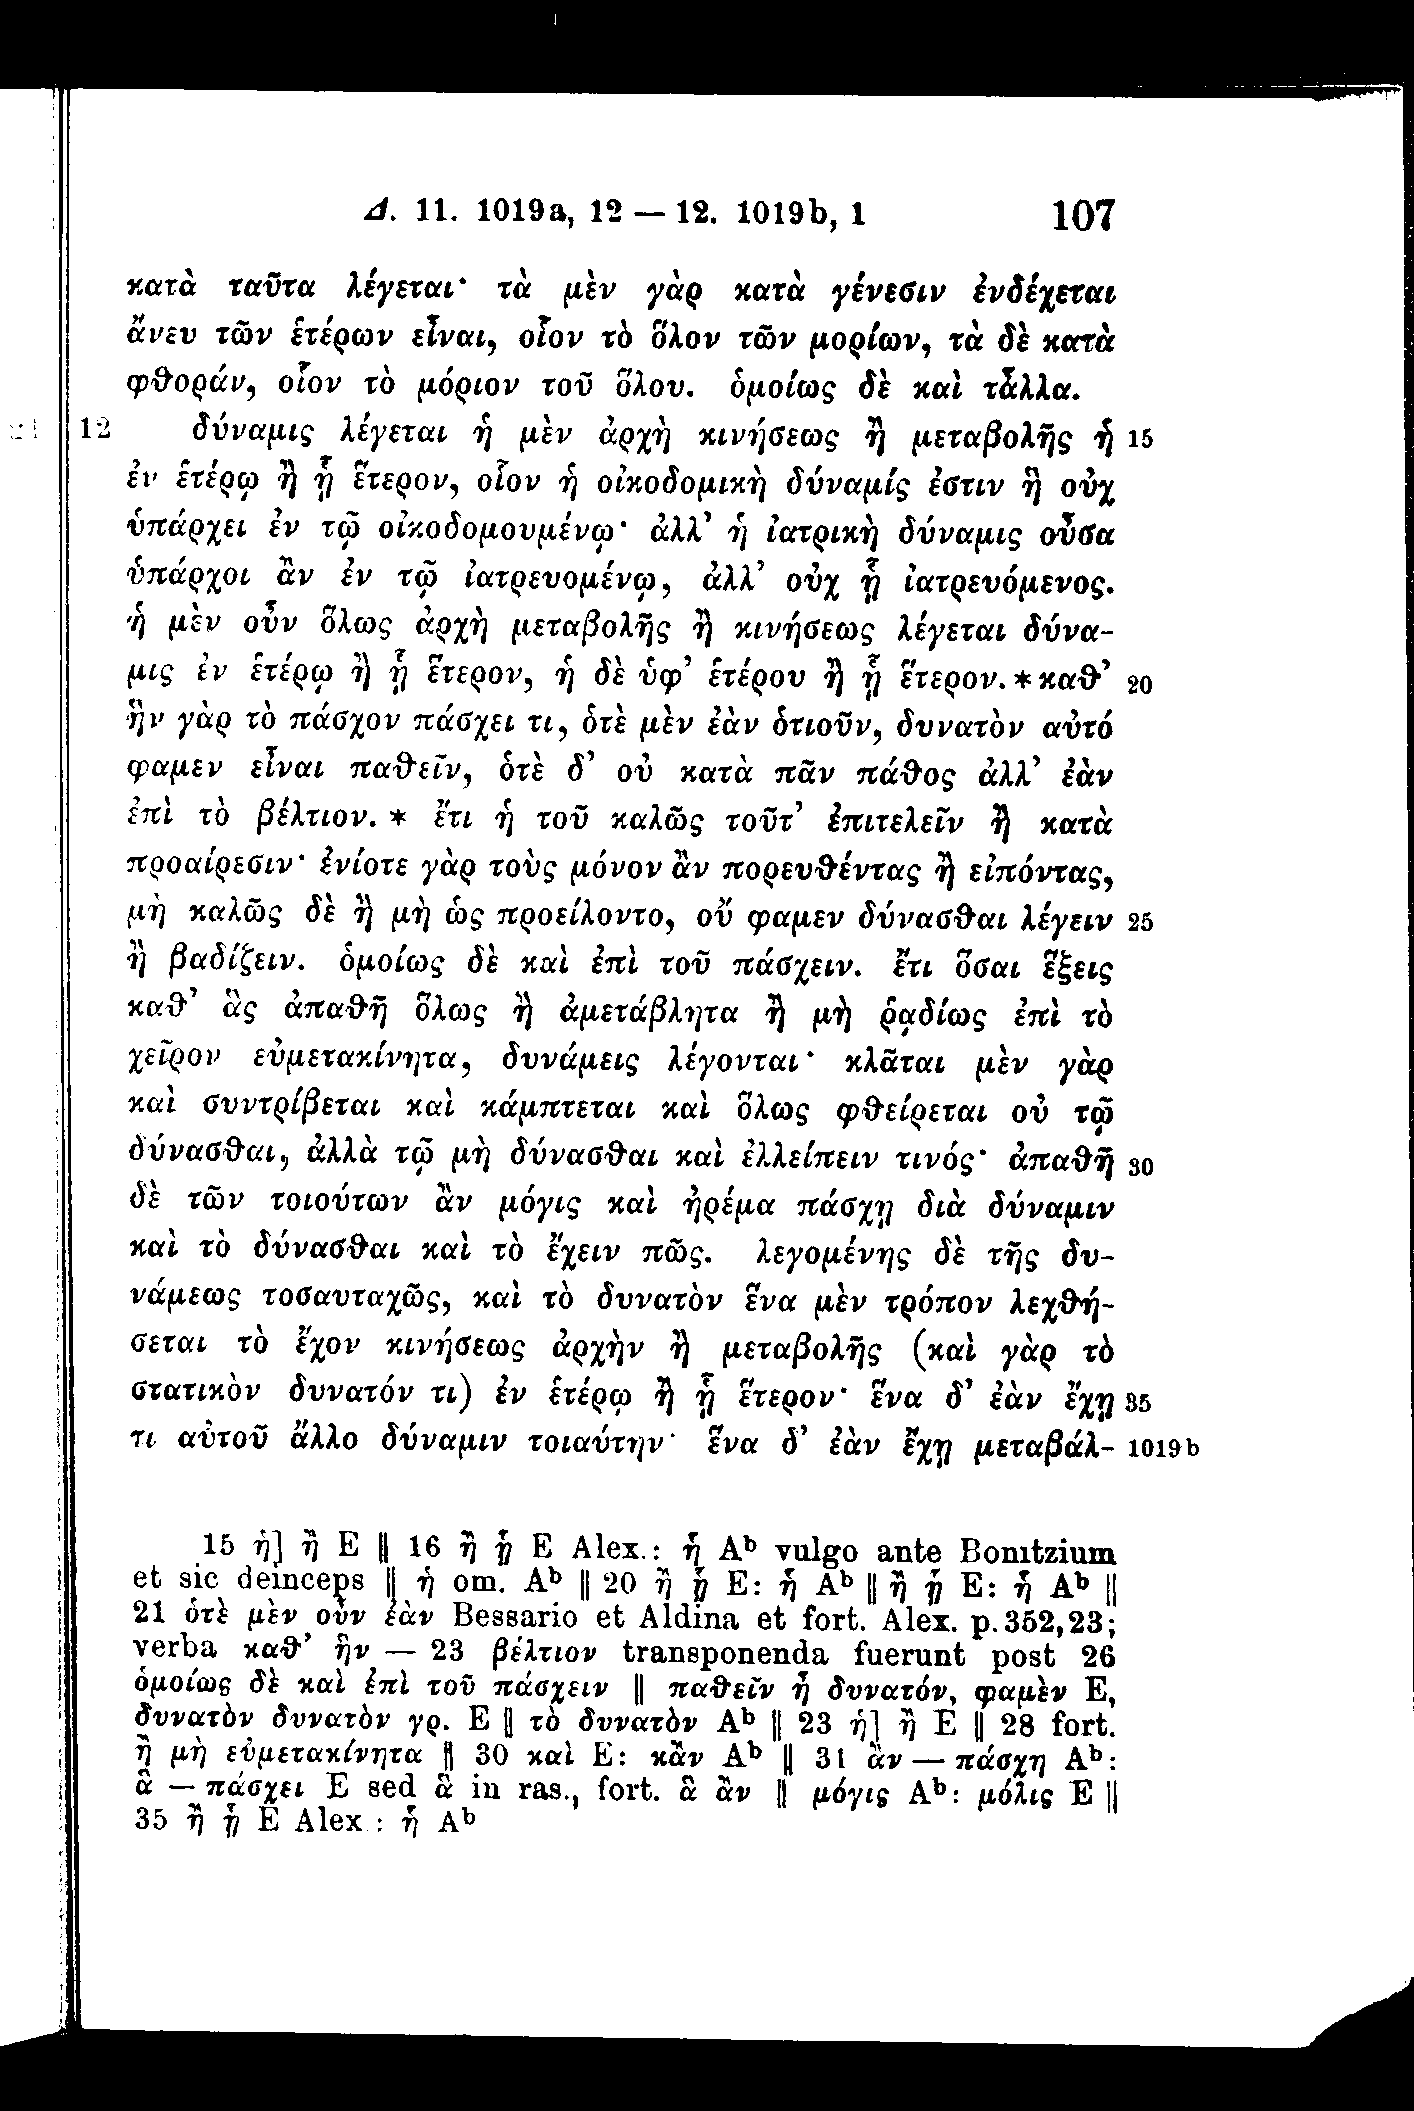 Δ. 11. 1019a, 12 — 12. 1019b, 1 107
κατὰ ταῦτα λέγεται· τὰ μὲν γὰρ κατὰ γένεσιν ἐνδέχεται
ἄνευ τῶν ἑτέρων εἶναι, οἷον τὸ ὅλον τῶν μορίων, τὰ δὲ κατὰ
φθοράν, οἷον τὸ μόριον τοῦ ὅλου. ὁμοίως δὲ καὶ τἆλλα.
12 δύναμις λέγεται ἡ μὲν ἀρχὴ κινήσεως ἢ μεταβολῆς ἡ 15
ἐν ἑτέρῳ ἢ ᾗ ἕτερον, οἷον ἡ οἰκοδομικὴ δύναμίς ἐστιν ἣ οὐχ
ὑπάρχει ἐν τῷ οἰκοδομουμένῳ· ἀλλ’ ἡ ἰατρικὴ δύναμις οὖσα
ὑπάρχοι ἂν ἐν τῷ ἰατρευομένῳ, ἀλλ’ οὐχ ᾗ ἰατρευόμενος.
ἡ μὲν οὖν ὅλως ἀρχὴ μεταβολῆς ἢ κινήσεως λέγεται δύνα-
μις ἐν ἑτέρῳ ἢ ᾗ ἕτερον, ἡ δὲ ὑφ’ ἑτέρου ἢ ᾗ ἕτερον. * καθ’ 20
ἣν γὰρ τὸ πάσχον πάσχει τι, ὁτὲ μὲν ἐὰν ὁτιοῦν, δυνατὸν αὐτό
φαμεν εἶναι παθεῖν, ὁτὲ δ’ οὐ κατὰ πᾶν πάθος ἀλλ’ ἐὰν
ἐπὶ τὸ βέλτιον. * ἔτι ἡ τοῦ καλῶς τοῦτ’ ἐπιτελεῖν ἢ κατὰ
προαίρεσιν· ἐνίοτε γὰρ τοὺς μόνον ἂν πορευθέντας ἢ εἰπόντας,
μὴ καλῶς δὲ ἢ μὴ ὡς προείλοντο, οὔ φαμεν δύνασθαι λέγειν 25
ἢ βαδίζειν. ὁμοίως δὲ καὶ ἐπὶ τοῦ πάσχειν. ἔτι ὅσαι ἕξεις
καθ’ ἃς ἀπαθῆ ὅλως ἢ ἀμετάβλητα ἢ μὴ ῥᾳδίως ἐπὶ τὸ
χεῖρον εὐμετακίνητα, δυνάμεις λέγονται· κλᾶται μὲν γὰρ
καὶ συντρίβεται καὶ κάμπτεται καὶ ὅλως φθείρεται οὐ τῷ
δύνασθαι, ἀλλὰ τῷ μὴ δύνασθαι καὶ ἐλλείπειν τινός· ἀπαθῆ 30
δὲ τῶν τοιούτων ἂν μόγις καὶ ἠρέμα πάσχῃ διὰ δύναμιν
καὶ τὸ δύνασθαι καὶ τὸ ἔχειν πῶς. λεγομένης δὲ τῆς δυ-
νάμεως τοσαυταχῶς, καὶ τὸ δυνατὸν ἕνα μὲν τρόπον λεχθή-
σεται τὸ ἔχον κινήσεως ἀρχὴν ἢ μεταβολῆς (καὶ γὰρ τὸ
στατικὸν δυνατόν τι) ἐν ἑτέρῳ ἢ ᾗ ἕτερον· ἕνα δ’ ἐὰν ἔχῃ 35
τι αὐτοῦ ἄλλο δύναμιν τοιαύτην· ἕνα δ’ ἐὰν ἔχῃ μεταβάλ- 1019b
15 ἡ] ἢ E || 16 ἢ ᾗ E Alex.: ἢ Aᵇ vulgo ante Bonitzium
et sic deinceps || ἡ om. Aᵇ || 20 ἢ ᾗ E: ἢ Aᵇ || ἢ ᾗ E: ἢ Aᵇ ||
21 ὁτὲ μὲν οὖν ἐὰν Bessario et Aldina et fort. Alex. p. 352,23;
verba καθ’ ἣν — 23 βέλτιον transponenda fuerunt post 26
ὁμοίως δὲ καὶ ἐπὶ τοῦ πάσχειν || παθεῖν ἢ δυνατόν, φαμὲν E,
δυνατὸν δυνατὸν γρ. E || τὸ δυνατὸν Aᵇ || 23 ἡ] ἢ E || 28 fort.
ἢ μὴ εὐμετακίνητα || 30 καὶ E: κἂν Aᵇ || 31 ἂν — πάσχῃ Aᵇ:
ἃ — πάσχει E sed ἃ in ras., fort. ἃ ἂν || μόγις Aᵇ: μόλις E ||
35 ἢ ᾗ E Alex.: ἢ Aᵇ